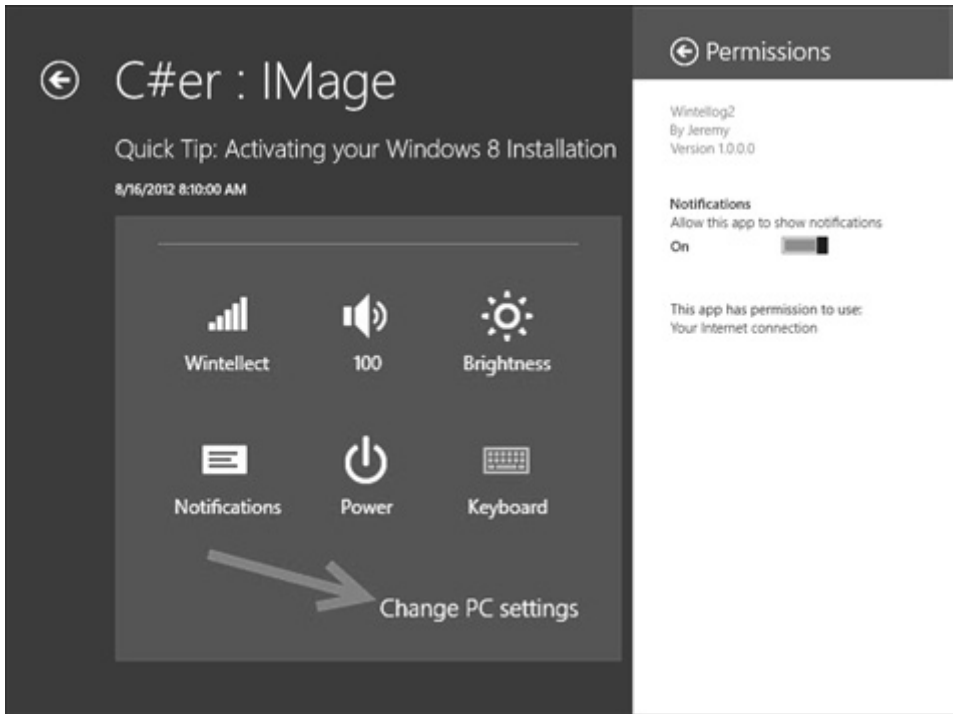 C#er : IMage
Quick Tip: Activating your Windows 8 Installation
8/16/2012 8:10:00 AM
Wintellect
100
Brightness
Notifications
Power
Keyboard
Change PC settings
Permissions
Wintellog2
By Jeremy
Version 1.0.0.0
Notifications
Allow this app to show notifications
On
This app has permission to use:
Your Internet connection